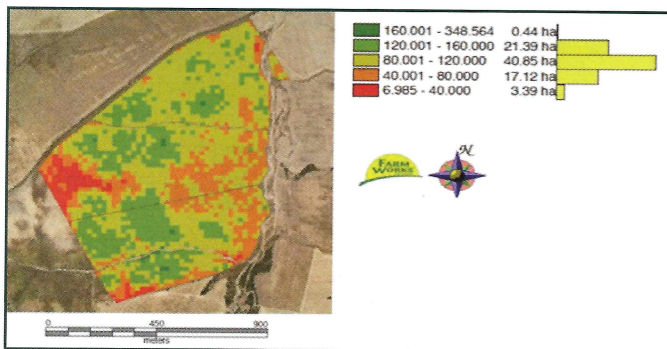 160.001 - 348.564 0.44 ha
120.001 - 160.000 21.39 ha
80.001 - 120.000 40.85 ha
40.001 - 80.000 17.12 ha
6.985 - 40.000 3.39 ha
N
FARM
WORKS
0 450 900
meters